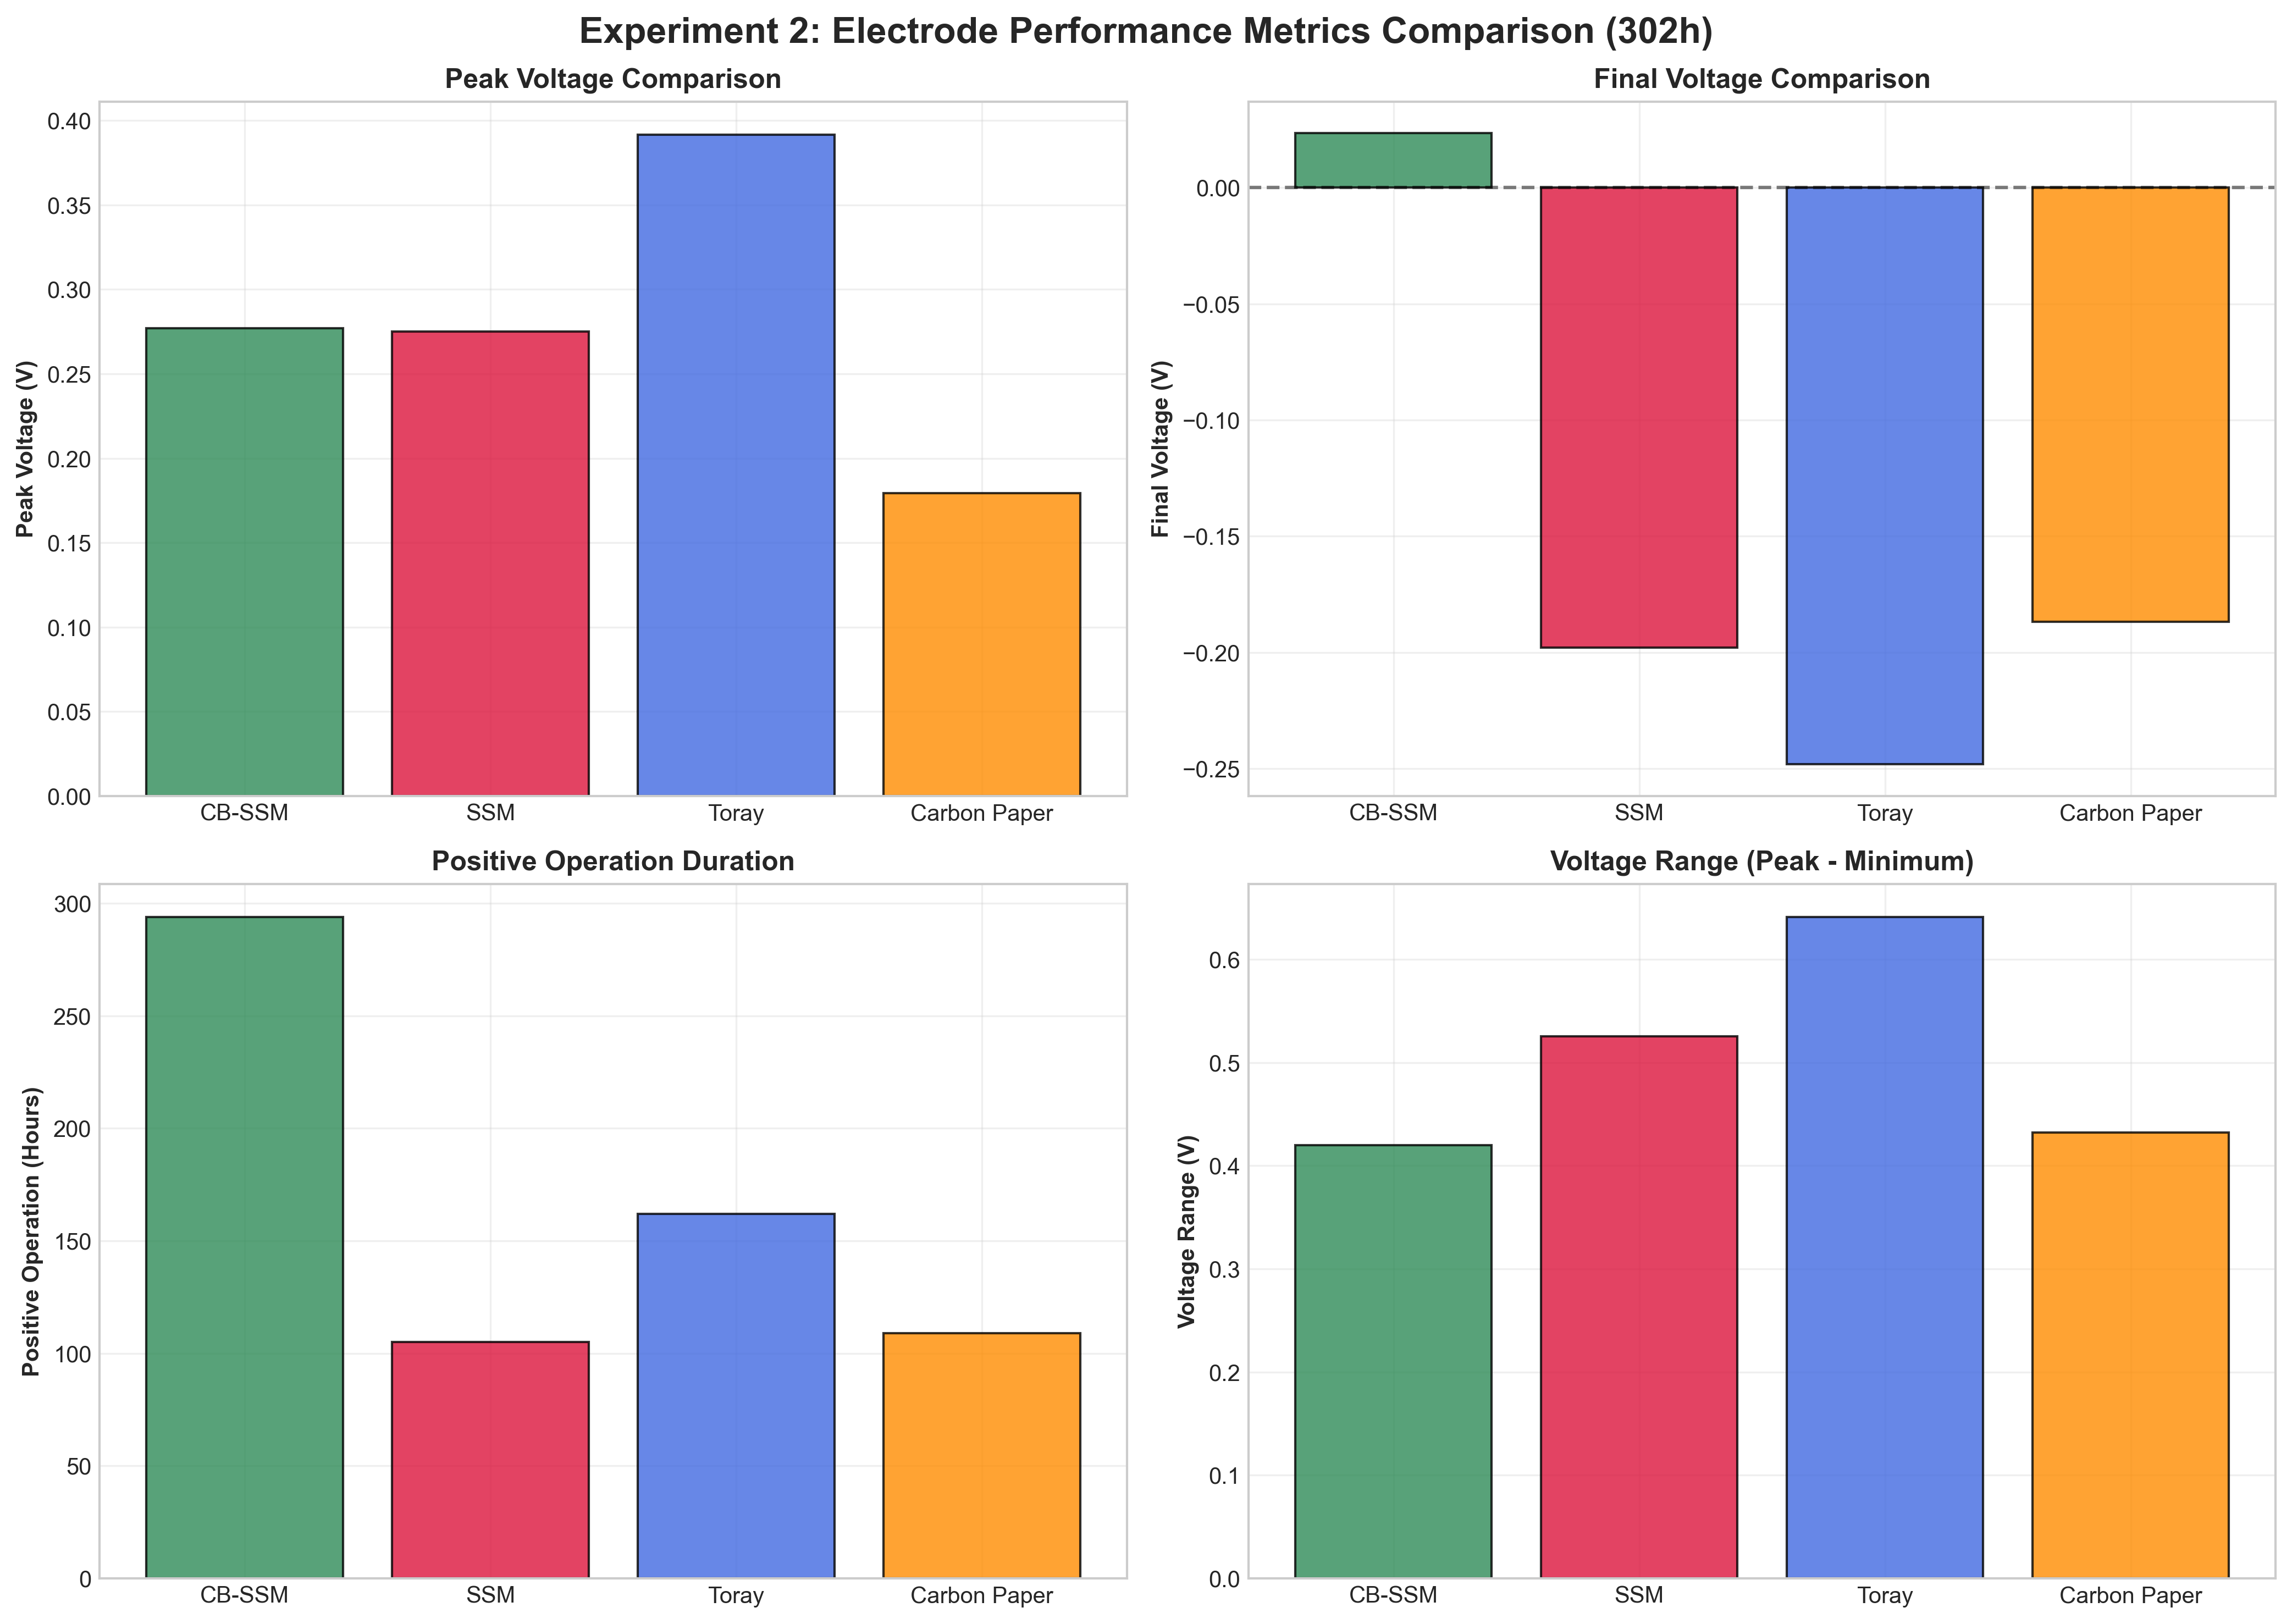 Experiment 2: Electrode Performance Metrics Comparison (302h)
Peak Voltage Comparison
Peak Voltage (V)
0.40
0.35
0.30
0.25
0.20
0.15
0.10
0.05
0.00
CB-SSM SSM Toray Carbon Paper
Final Voltage Comparison
Final Voltage (V)
0.00
−0.05
−0.10
−0.15
−0.20
−0.25
CB-SSM SSM Toray Carbon Paper
Positive Operation Duration
Positive Operation (Hours)
300
250
200
150
100
50
0
CB-SSM SSM Toray Carbon Paper
Voltage Range (Peak - Minimum)
Voltage Range (V)
0.6
0.5
0.4
0.3
0.2
0.1
0.0
CB-SSM SSM Toray Carbon Paper